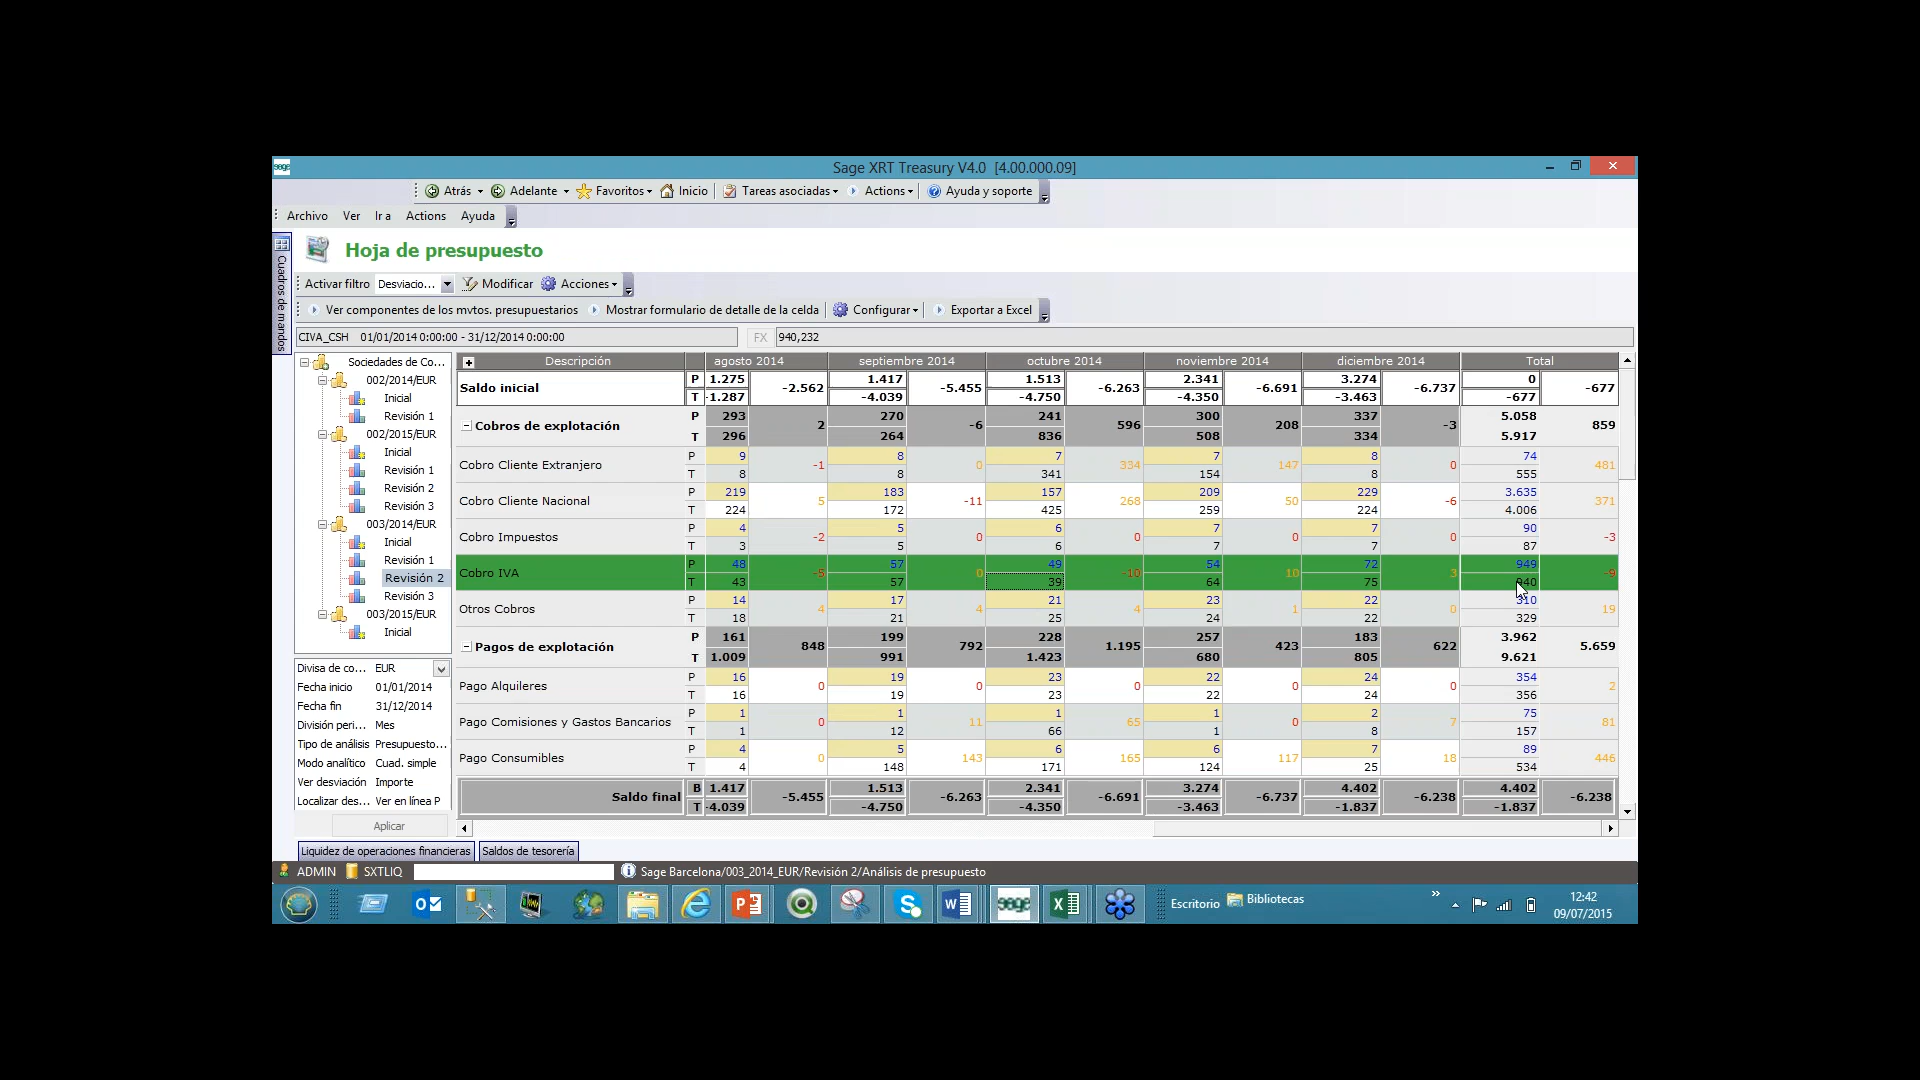 sage Sage XRT Treasury V4.0 [4.00.000.09]
Atrás Adelante Favoritos Inicio Tareas asociadas Actions Ayuda y soporte
Archivo Ver Ir a Actions Ayuda
Hoja de presupuesto
Cuadros de mandos
Activar filtro Desviacio... Modificar Acciones
Ver componentes de los mvtos. presupuestarios Mostrar formulario de detalle de la celda Configurar Exportar a Excel
CIVA_CSH 01/01/2014 0:00:00 - 31/12/2014 0:00:00 FX 940,232
Sociedades de Co...
002/2014/EUR
Inicial
Revisión 1
002/2015/EUR
Inicial
Revisión 1
Revisión 2
Revisión 3
003/2014/EUR
Inicial
Revisión 1
Revisión 2
Revisión 3
003/2015/EUR
Inicial
Divisa de co... EUR
Fecha inicio 01/01/2014
Fecha fin 31/12/2014
División peri... Mes
Tipo de análisis Presupuesto...
Modo analítico Cuad. simple
Ver desviación Importe
Localizar des... Ver en línea P
Aplicar
Descripción agosto 2014 septiembre 2014 octubre 2014 noviembre 2014 diciembre 2014 Total
Saldo inicial P 1.275 -2.562 1.417 -5.455 1.513 -6.263 2.341 -6.691 3.274 -6.737 0 -677
T -1.287 -4.039 -4.750 -4.350 -3.463 -677
Cobros de explotación P 293 2 270 -6 241 596 300 208 337 -3 5.058 859
T 296 264 836 508 334 5.917
Cobro Cliente Extranjero P 9 -1 8 0 7 334 7 147 8 0 74 481
T 8 8 341 154 8 555
Cobro Cliente Nacional P 219 5 183 -11 157 268 209 50 229 -6 3.635 371
T 224 172 425 259 224 4.006
Cobro Impuestos P 4 -2 5 0 6 0 7 0 7 0 90 -3
T 3 5 6 7 7 87
Cobro IVA P 48 -5 57 0 49 -10 54 10 72 3 949 -9
T 43 57 39 64 75 940
Otros Cobros P 14 4 17 4 21 4 23 1 22 0 310 19
T 18 21 25 24 22 329
Pagos de explotación P 161 848 199 792 228 1.195 257 423 183 622 3.962 5.659
T 1.009 991 1.423 680 805 9.621
Pago Alquileres P 16 0 19 0 23 0 22 0 24 0 354 2
T 16 19 23 22 24 356
Pago Comisiones y Gastos Bancarios P 1 0 1 11 1 65 1 0 2 7 75 81
T 1 12 66 1 8 157
Pago Consumibles P 4 0 5 143 6 165 6 117 7 18 89 446
T 4 148 171 124 25 534
Saldo final B 1.417 -5.455 1.513 -6.263 2.341 -6.691 3.274 -6.737 4.402 -6.238 4.402 -6.238
T -4.039 -4.750 -4.350 -3.463 -1.837 -1.837
Liquidez de operaciones financieras Saldos de tesorería
ADMIN SXTLIQ Sage Barcelona/003_2014_EUR/Revisión 2/Análisis de presupuesto
sage Escritorio Bibliotecas » 12:42
09/07/2015